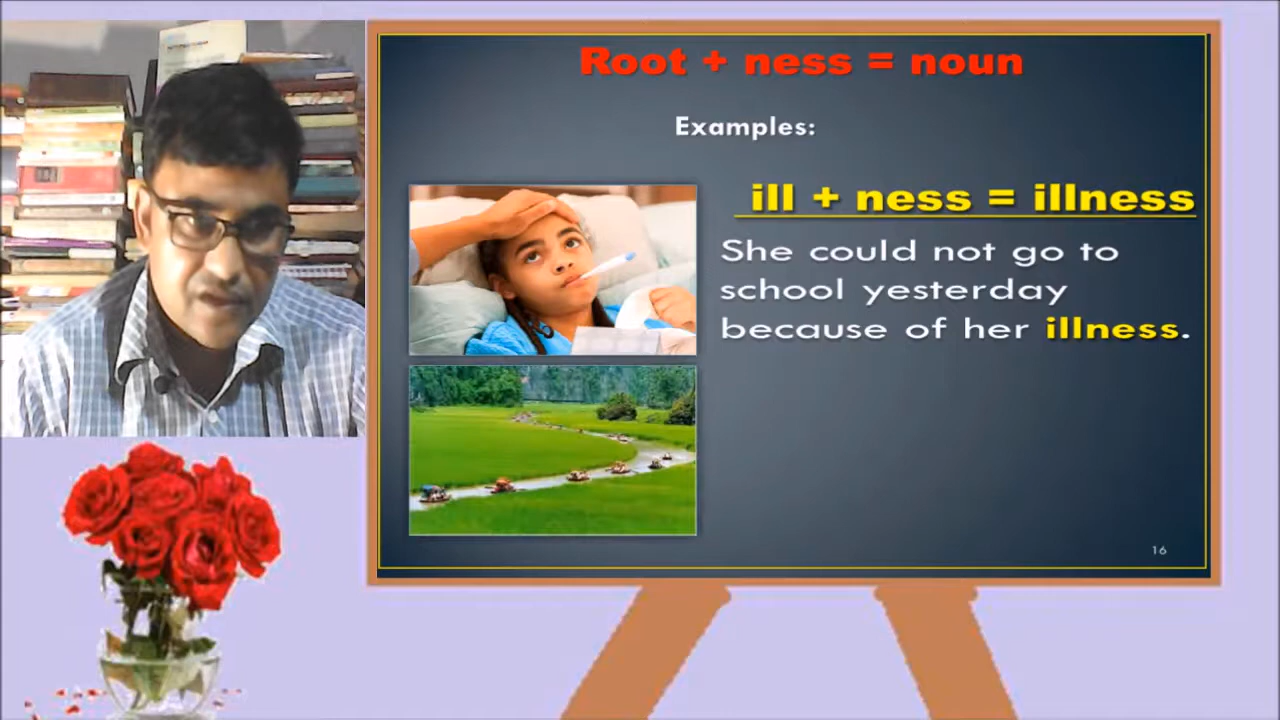 Root + ness = noun
Examples:
ill + ness = illness
She could not go to
school yesterday
because of her illness.
16